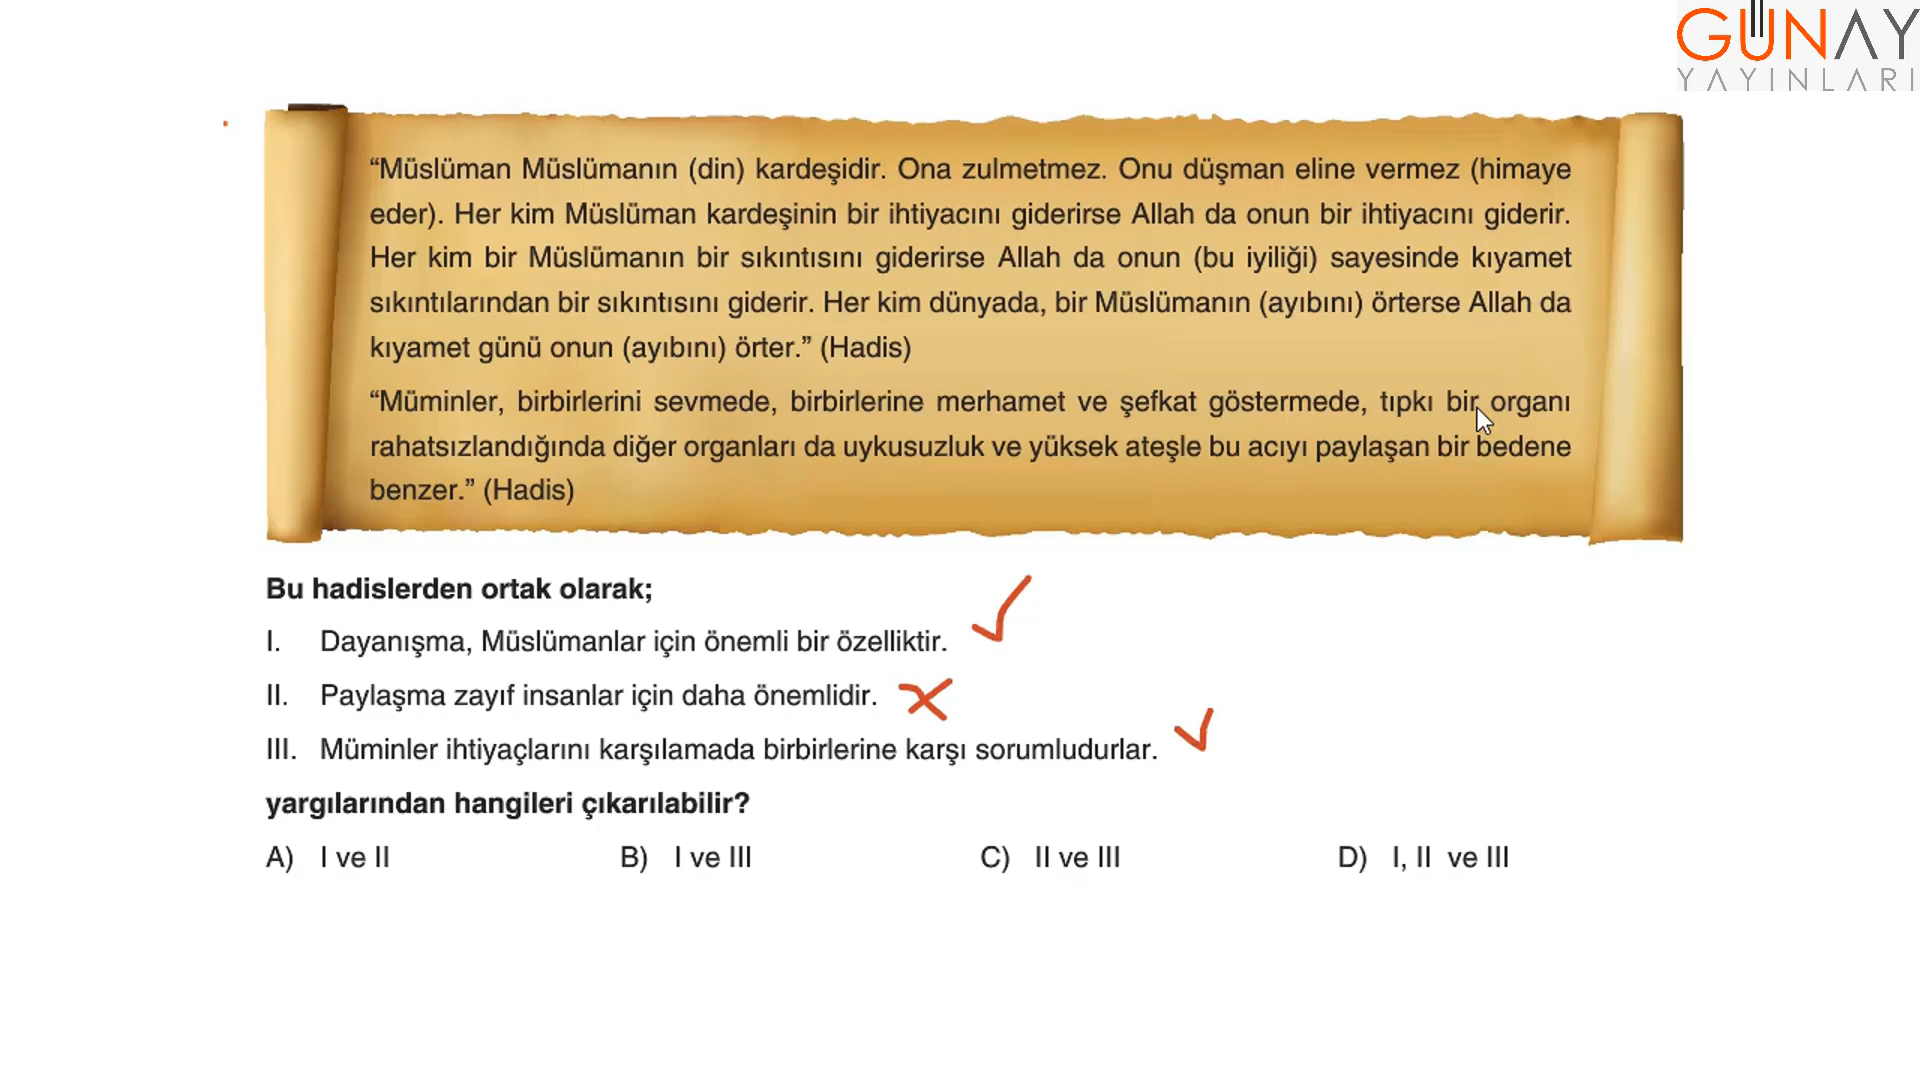 GÜNAY
YAYINLARI
“Müslüman Müslümanın (din) kardeşidir. Ona zulmetmez. Onu düşman eline vermez (himaye
eder). Her kim Müslüman kardeşinin bir ihtiyacını giderirse Allah da onun bir ihtiyacını giderir.
Her kim bir Müslümanın bir sıkıntısını giderirse Allah da onun (bu iyiliği) sayesinde kıyamet
sıkıntılarından bir sıkıntısını giderir. Her kim dünyada, bir Müslümanın (ayıbını) örterse Allah da
kıyamet günü onun (ayıbını) örter.” (Hadis)
“Müminler, birbirlerini sevmede, birbirlerine merhamet ve şefkat göstermede, tıpkı bir organı
rahatsızlandığında diğer organları da uykusuzluk ve yüksek ateşle bu acıyı paylaşan bir bedene
benzer.” (Hadis)
Bu hadislerden ortak olarak;
I. Dayanışma, Müslümanlar için önemli bir özelliktir.
II. Paylaşma zayıf insanlar için daha önemlidir.
III. Müminler ihtiyaçlarını karşılamada birbirlerine karşı sorumludurlar.
yargılarından hangileri çıkarılabilir?
A) I ve II B) I ve III C) II ve III D) I, II ve III